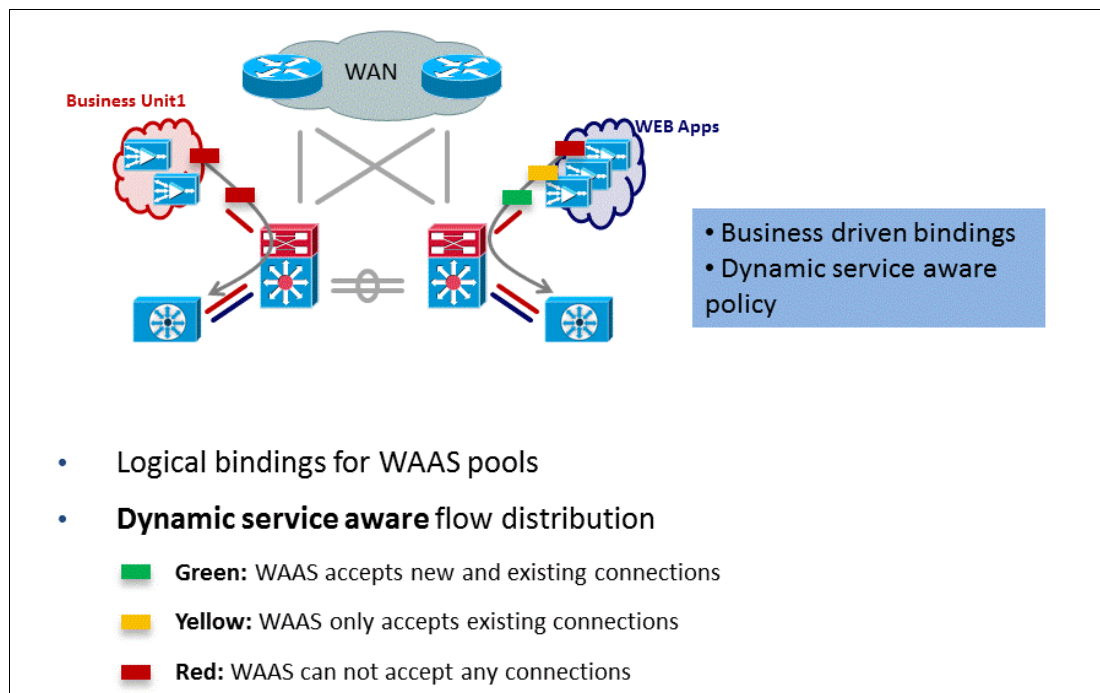 WAN
Business Unit1
WEB Apps
• Business driven bindings
• Dynamic service aware
policy
• Logical bindings for WAAS pools
• Dynamic service aware flow distribution
Green: WAAS accepts new and existing connections
Yellow: WAAS only accepts existing connections
Red: WAAS can not accept any connections